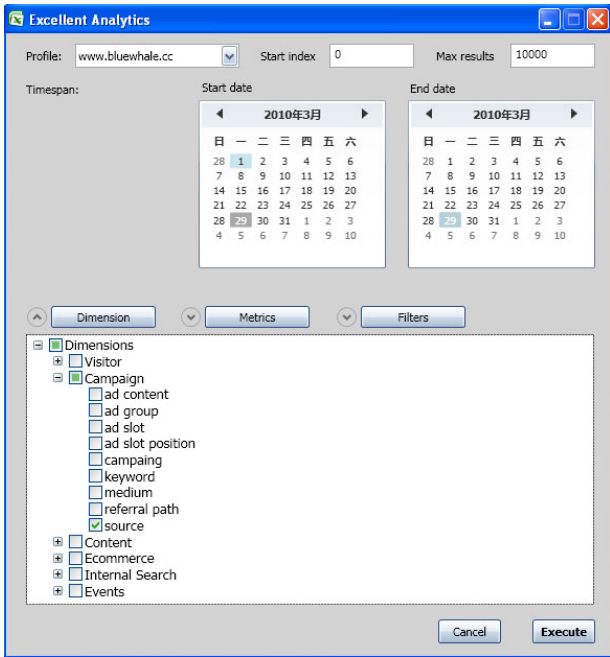 Excellent Analytics
Profile: www.bluewhale.cc Start index 0 Max results 10000
Timespan: Start date End date
2010年3月 2010年3月
日 一 二 三 四 五 六 日 一 二 三 四 五 六
28 1 2 3 4 5 6 28 1 2 3 4 5 6
7 8 9 10 11 12 13 7 8 9 10 11 12 13
14 15 16 17 18 19 20 14 15 16 17 18 19 20
21 22 23 24 25 26 27 21 22 23 24 25 26 27
28 29 30 31 1 2 3 28 29 30 31 1 2 3
4 5 6 7 8 9 10 4 5 6 7 8 9 10
Dimension Metrics Filters
Dimensions
Visitor
Campaign
ad content
ad group
ad slot
ad slot position
campaing
keyword
medium
referral path
source
Content
Ecommerce
Internal Search
Events
Cancel Execute